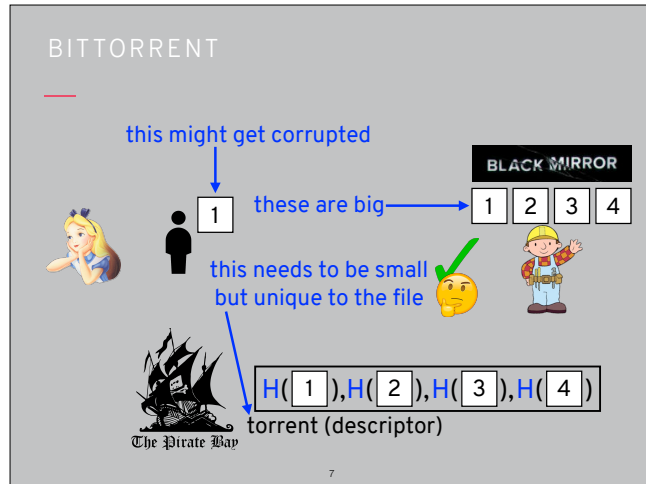 BITTORRENT
this might get corrupted
BLACK MIRROR
1
these are big
1 2 3 4
this needs to be small
but unique to the file
H( 1 ),H( 2 ),H( 3 ),H( 4 )
The Pirate Bay
torrent (descriptor)
7